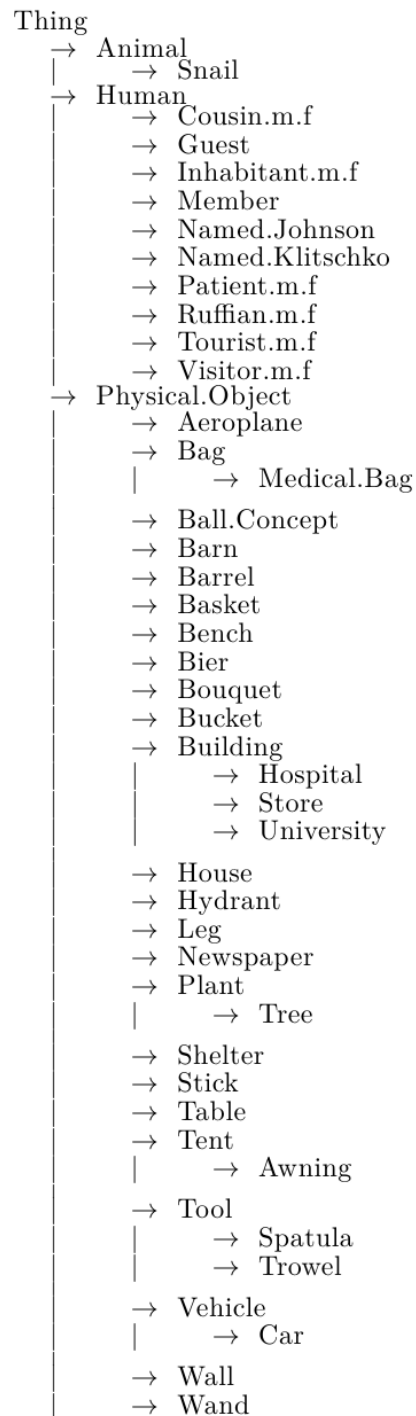 Thing
→ Animal
| → Snail
→ Human
| → Cousin.m.f
| → Guest
| → Inhabitant.m.f
| → Member
| → Named.Johnson
| → Named.Klitschko
| → Patient.m.f
| → Ruffian.m.f
| → Tourist.m.f
| → Visitor.m.f
→ Physical.Object
| → Aeroplane
| → Bag
| | → Medical.Bag
| → Ball.Concept
| → Barn
| → Barrel
| → Basket
| → Bench
| → Bier
| → Bouquet
| → Bucket
| → Building
| | → Hospital
| | → Store
| | → University
| → House
| → Hydrant
| → Leg
| → Newspaper
| → Plant
| | → Tree
| → Shelter
| → Stick
| → Table
| → Tent
| | → Awning
| → Tool
| | → Spatula
| | → Trowel
| → Vehicle
| | → Car
| → Wall
| → Wand